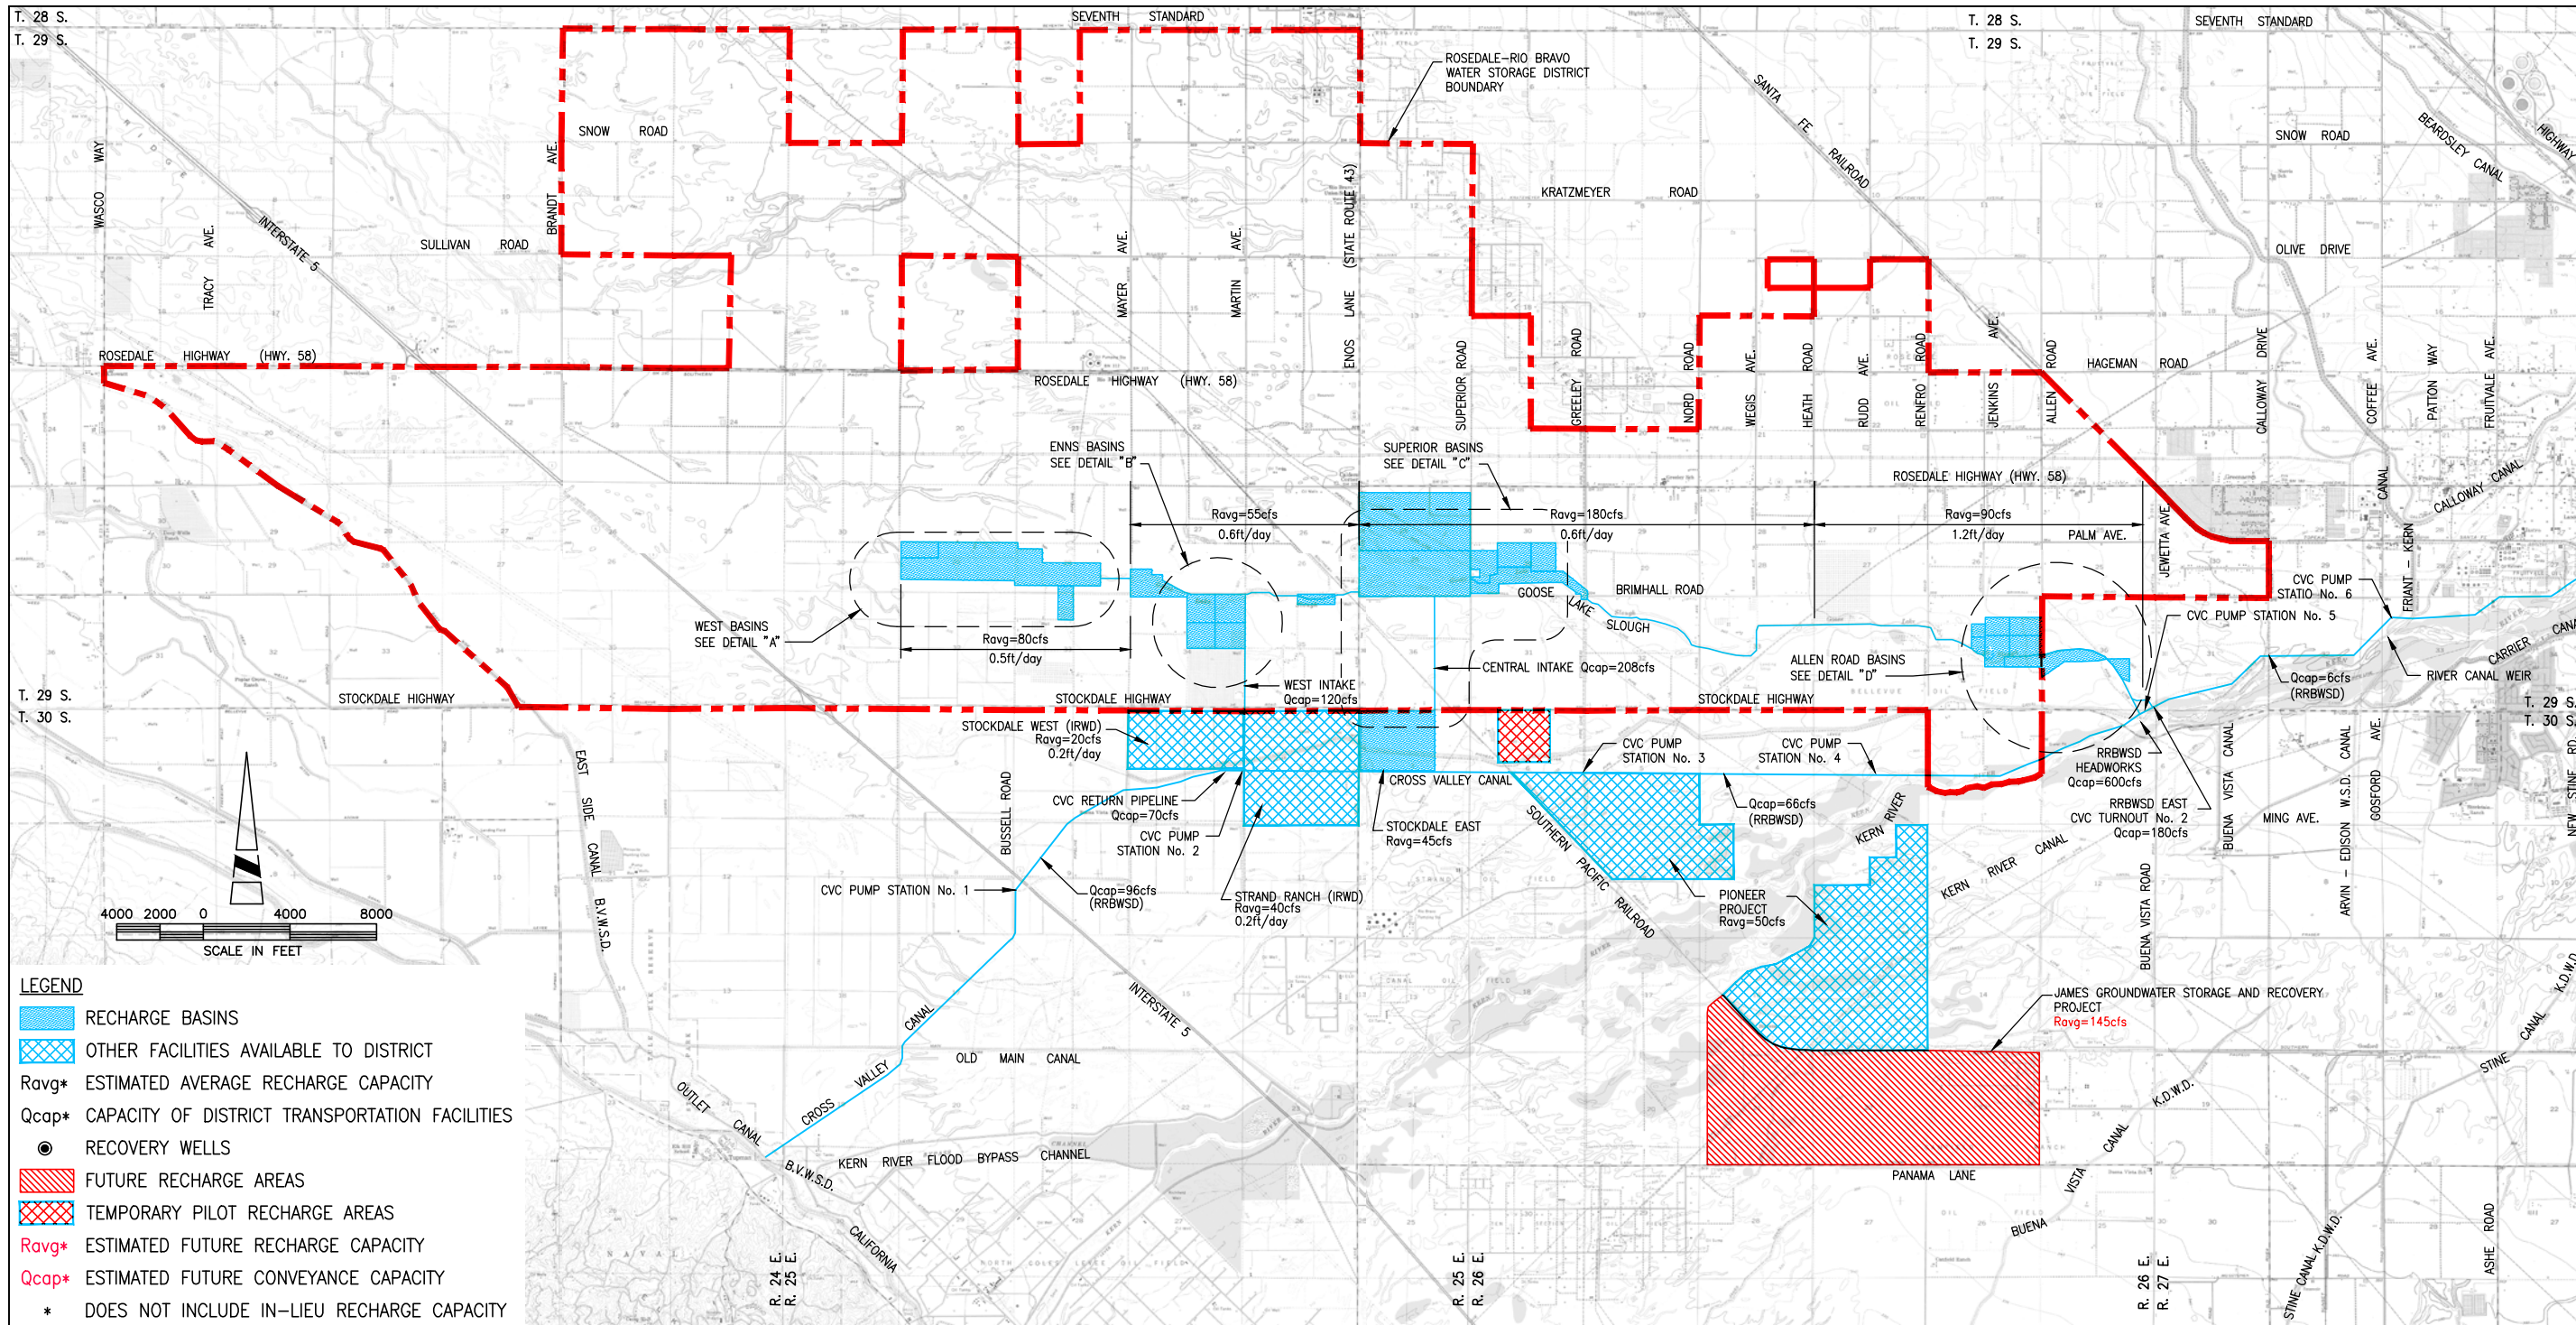 T. 28 S.
T. 29 S.
SEVENTH STANDARD
T. 28 S.
T. 29 S.
SEVENTH STANDARD
ROSEDALE-RIO BRAVO
WATER STORAGE DISTRICT
BOUNDARY
SANTA FE RAILROAD
SNOW ROAD
SNOW ROAD
BEARDSLEY CANAL
HIGHWAY
WASCO WAY
TRACY AVE.
INTERSTATE 5
SULLIVAN ROAD
BRANDT AVE.
MAYER AVE.
MARTIN AVE.
ENOS LANE (STATE ROUTE 43)
KRATZMEYER ROAD
OLIVE DRIVE
ROSEDALE HIGHWAY (HWY. 58)
ROSEDALE HIGHWAY (HWY. 58)
SUPERIOR ROAD
GREELEY ROAD
NORD ROAD
WEGIS AVE.
HEATH ROAD
RUDD AVE.
RENFRO ROAD
JENKINS AVE.
ALLEN ROAD
HAGEMAN ROAD
CALLOWAY DRIVE
COFFEE AVE.
PATTON WAY
FRUITVALE AVE.
ENNS BASINS
SEE DETAIL "B"
SUPERIOR BASINS
SEE DETAIL "C"
ROSEDALE HIGHWAY (HWY. 58)
CALLOWAY CANAL
FRIANT - KERN CANAL
Ravg=55cfs
0.6ft/day
Ravg=180cfs
0.6ft/day
Ravg=90cfs
1.2ft/day
PALM AVE.
JEWETTA AVE.
WEST BASINS
SEE DETAIL "A"
Ravg=80cfs
0.5ft/day
GOOSE LAKE SLOUGH
BRIMHALL ROAD
CVC PUMP
STATIO No. 6
CVC PUMP STATION No. 5
CARRIER CANAL
CENTRAL INTAKE Qcap=208cfs
ALLEN ROAD BASINS
SEE DETAIL "D"
Qcap=6cfs
(RRBWSD)
RIVER CANAL WEIR
WEST INTAKE
Qcap=120cfs
T. 29 S.
T. 30 S.
STOCKDALE HIGHWAY
STOCKDALE HIGHWAY
STOCKDALE HIGHWAY
T. 29 S.
T. 30 S.
STOCKDALE WEST (IRWD)
Ravg=20cfs
0.2ft/day
CVC PUMP
STATION No. 3
CVC PUMP
STATION No. 4
RRBWSD
HEADWORKS
Qcap=600cfs
RRBWSD EAST
CVC TURNOUT No. 2
Qcap=180cfs
BUENA VISTA CANAL
ARVIN - EDISON W.S.D. CANAL
GOSFORD AVE.
NEW STINE RD.
MING AVE.
EAST SIDE CANAL B.V.W.S.D.
BUSSELL ROAD
CVC RETURN PIPELINE
Qcap=70cfs
CVC PUMP
STATION No. 2
CROSS VALLEY CANAL
STOCKDALE EAST
Ravg=45cfs
Qcap=66cfs
(RRBWSD)
KERN RIVER
KERN RIVER CANAL
SOUTHERN PACIFIC RAILROAD
CVC PUMP STATION No. 1
Qcap=96cfs
(RRBWSD)
STRAND RANCH (IRWD)
Ravg=40cfs
0.2ft/day
PIONEER
PROJECT
Ravg=50cfs
BUENA VISTA ROAD
4000 2000 0 4000 8000
SCALE IN FEET
INTERSTATE 5
JAMES GROUNDWATER STORAGE AND RECOVERY
PROJECT
Ravg=145cfs
K.D.W.D.
STINE CANAL
CROSS VALLEY CANAL
OLD MAIN CANAL
OUTLET CANAL
B.V.W.S.D.
KERN RIVER FLOOD BYPASS CHANNEL
CALIFORNIA
PANAMA LANE
BUENA VISTA CANAL
K.D.W.D.
STINE CANAL K.D.W.D.
ASHE ROAD
R. 24 E.
R. 25 E.
R. 25 E.
R. 26 E.
R. 26 E.
R. 27 E.
LEGEND
RECHARGE BASINS
OTHER FACILITIES AVAILABLE TO DISTRICT
Ravg* ESTIMATED AVERAGE RECHARGE CAPACITY
Qcap* CAPACITY OF DISTRICT TRANSPORTATION FACILITIES
RECOVERY WELLS
FUTURE RECHARGE AREAS
TEMPORARY PILOT RECHARGE AREAS
Ravg* ESTIMATED FUTURE RECHARGE CAPACITY
Qcap* ESTIMATED FUTURE CONVEYANCE CAPACITY
* DOES NOT INCLUDE IN-LIEU RECHARGE CAPACITY